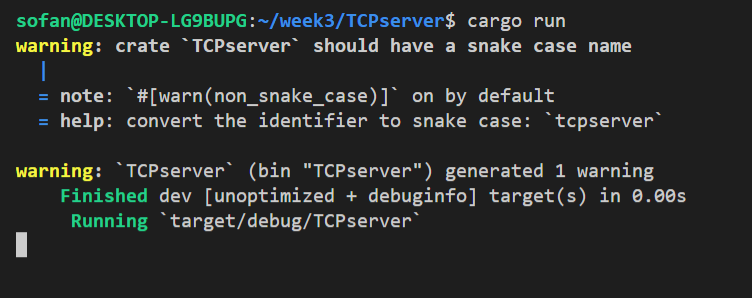 sofan@DESKTOP-LG9BUPG:~/week3/TCPserver$ cargo run
warning: crate `TCPserver` should have a snake case name
  |
  = note: `#[warn(non_snake_case)]` on by default
  = help: convert the identifier to snake case: `tcpserver`

warning: `TCPserver` (bin "TCPserver") generated 1 warning
    Finished dev [unoptimized + debuginfo] target(s) in 0.00s
     Running `target/debug/TCPserver`